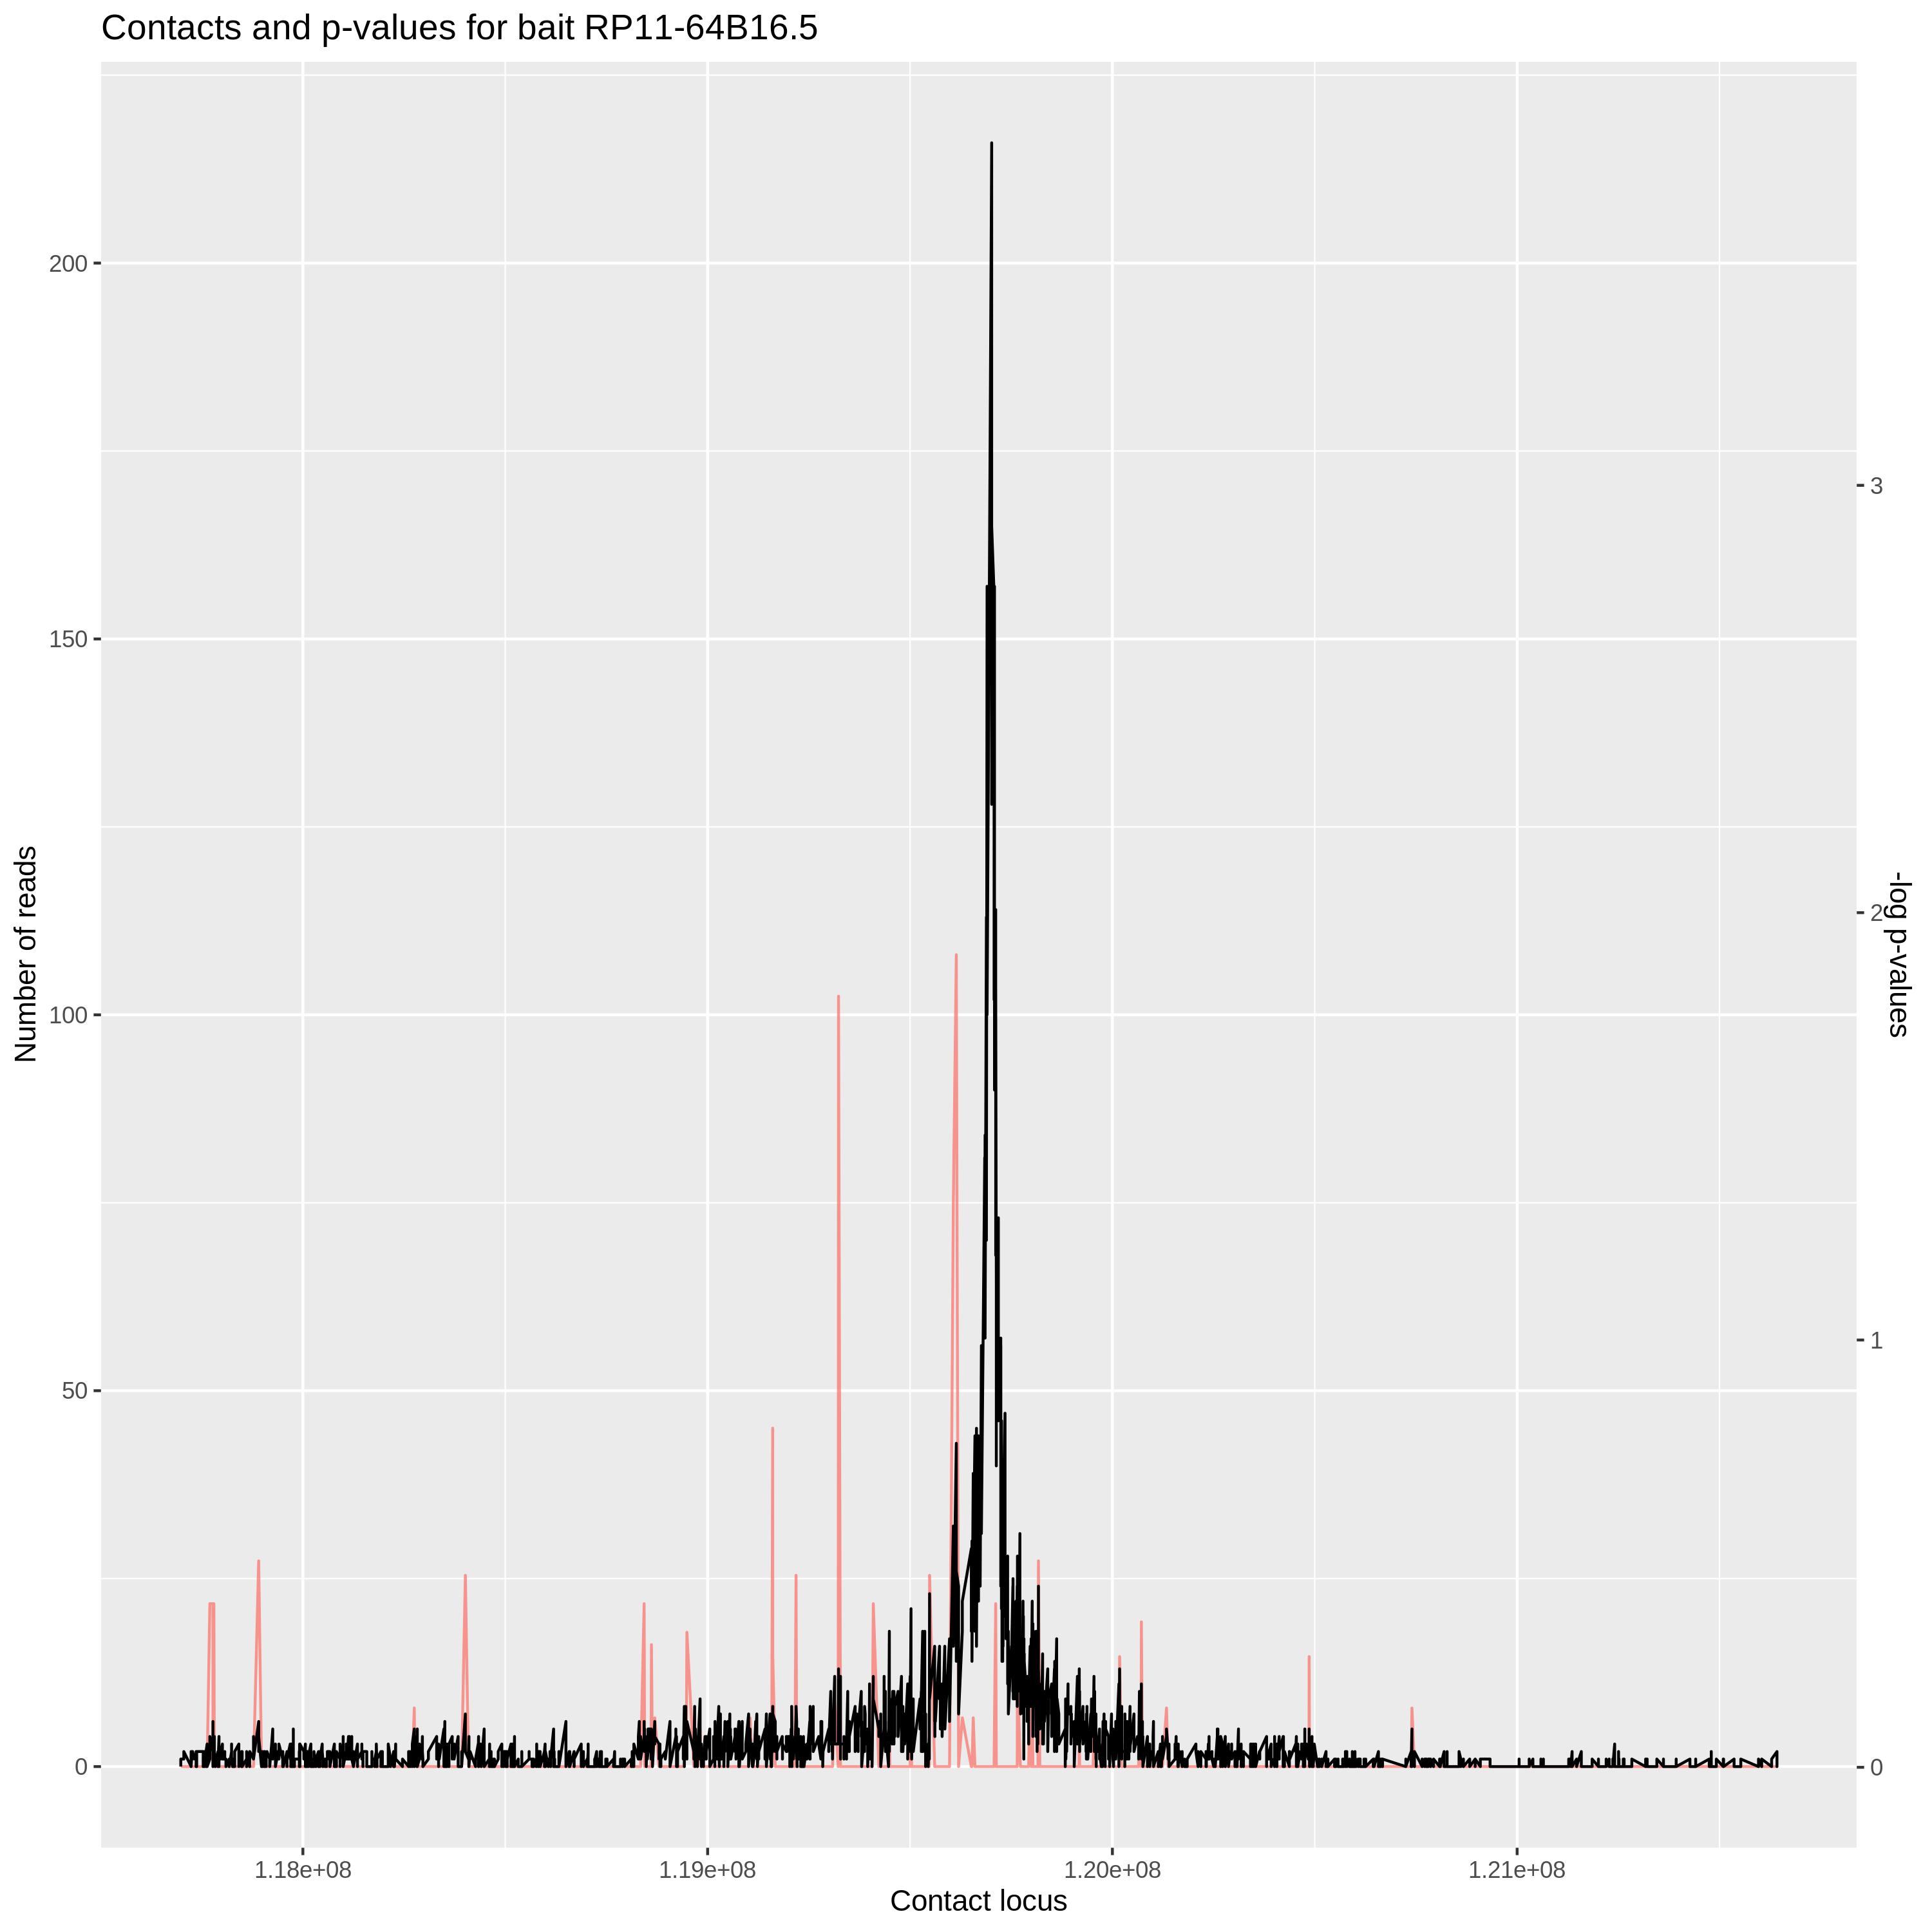 Contacts and p-values for bait RP11-64B16.5
Number of reads
200
150
100
50
0
3
2
1
0
-log p-values
1.18e+08 1.19e+08 1.20e+08 1.21e+08
Contact locus